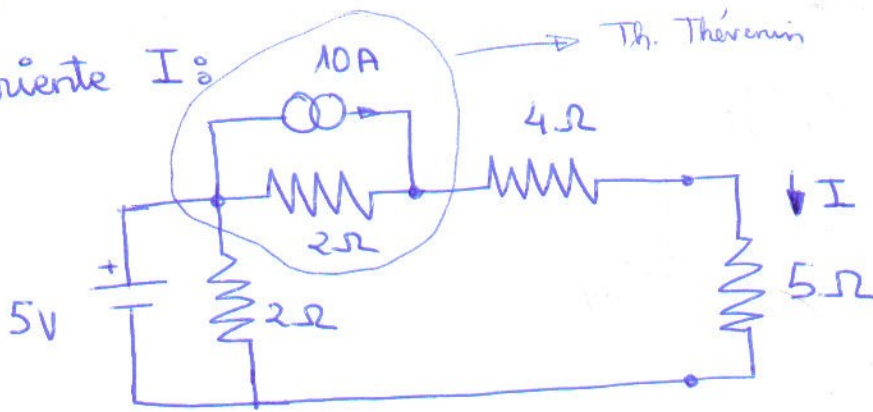 riente I:
Th. Thévenin
10A
4Ω
I
2Ω
+
5V
2Ω
5Ω